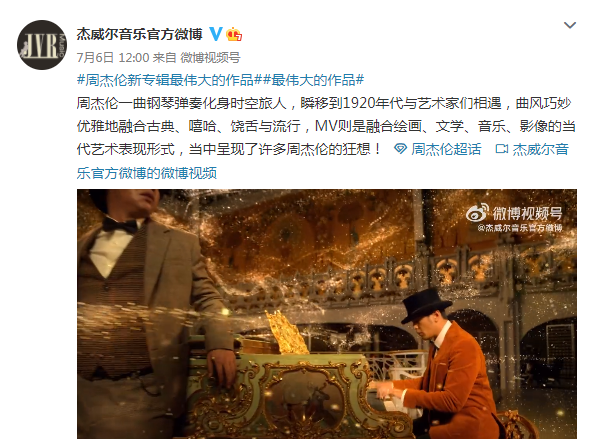 JVR MUSIC
杰威尔音乐官方微博
7月6日 12:00 来自 微博视频号
#周杰伦新专辑最伟大的作品##最伟大的作品#
周杰伦一曲钢琴弹奏化身时空旅人，瞬移到1920年代与艺术家们相遇，曲风巧妙
优雅地融合古典、嘻哈、饶舌与流行，MV则是融合绘画、文学、音乐、影像的当
代艺术表现形式，当中呈现了许多周杰伦的狂想！ 周杰伦超话 杰威尔音
乐官方微博的微博视频
微博视频号
@杰威尔音乐官方微博